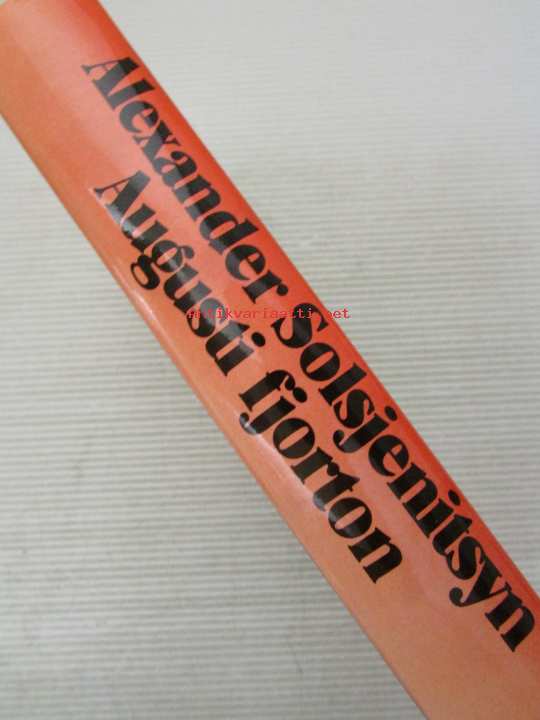 Alexander Solsjenitsyn
Augusti fjorton
antikvariaatti.net